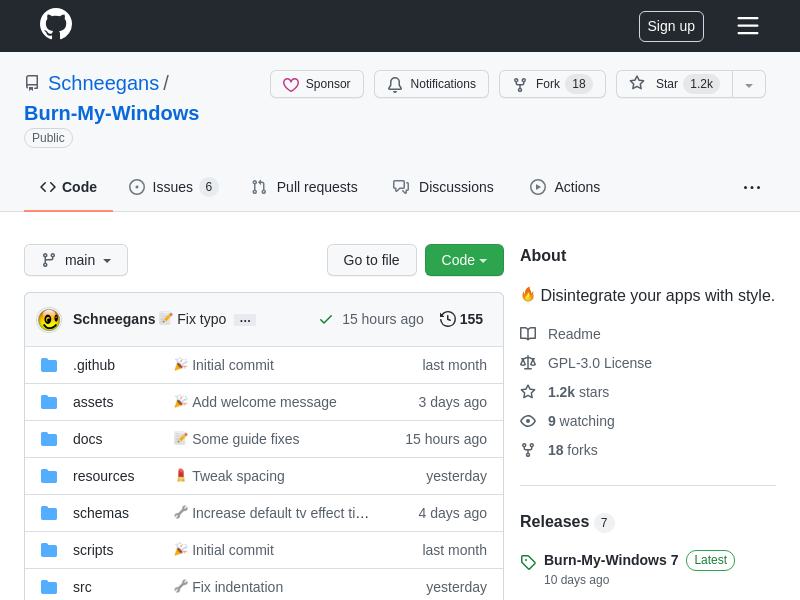 Sign up
Schneegans /
Burn-My-Windows
Public
Sponsor
Notifications
Fork 18
Star 1.2k
Code
Issues 6
Pull requests
Discussions
Actions
main
Go to file
Code
Schneegans 📝 Fix typo … 15 hours ago 155
.github 🎉 Initial commit last month
assets 🎉 Add welcome message 3 days ago
docs 📝 Some guide fixes 15 hours ago
resources 💄 Tweak spacing yesterday
schemas 🔧 Increase default tv effect ti… 4 days ago
scripts 🎉 Initial commit last month
src 🔧 Fix indentation yesterday
About
🔥 Disintegrate your apps with style.
Readme
GPL-3.0 License
1.2k stars
9 watching
18 forks
Releases 7
Burn-My-Windows 7 Latest
10 days ago